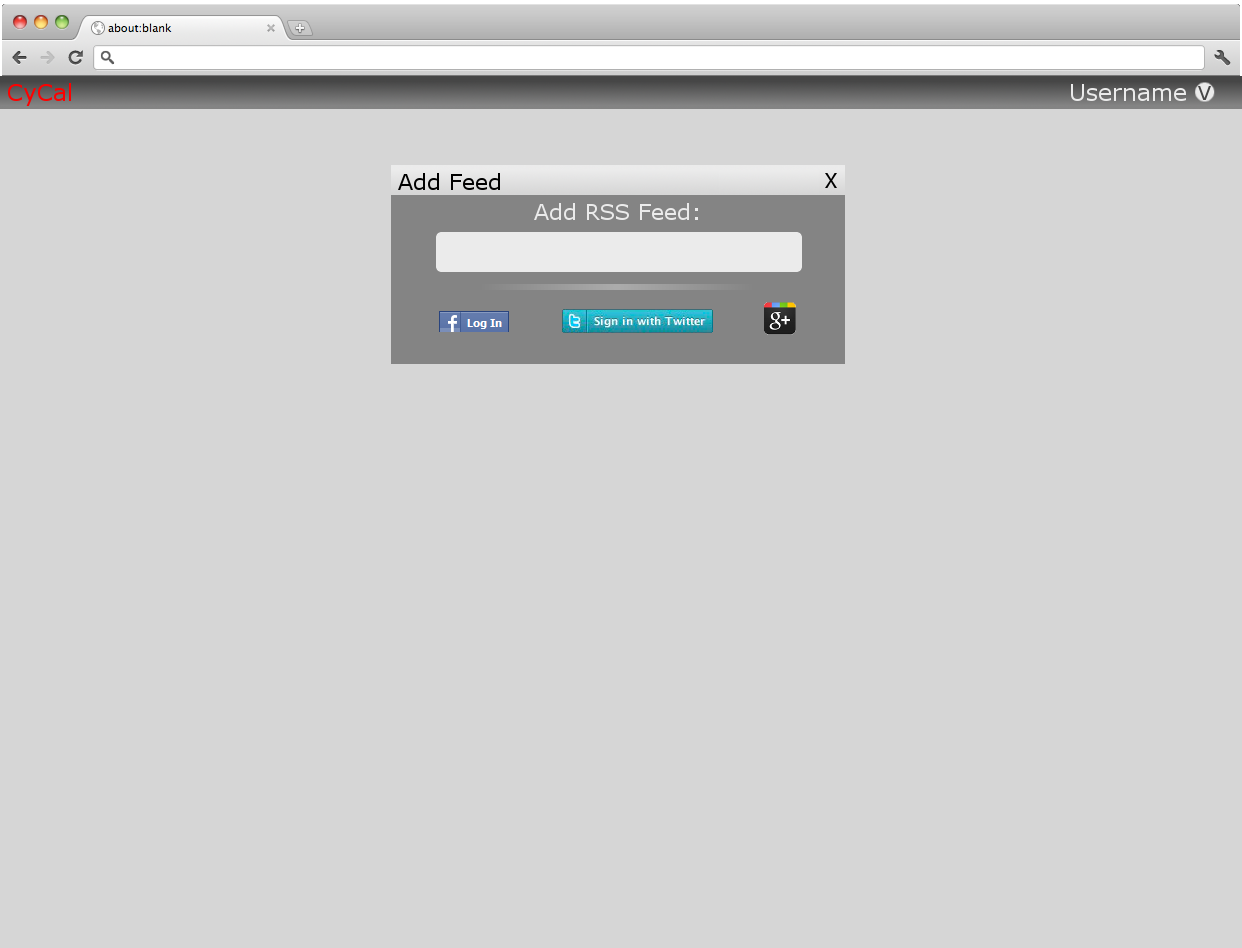 about:blank
CyCal
Username V
Add Feed X
Add RSS Feed:
f Log In
Sign in with Twitter
g+